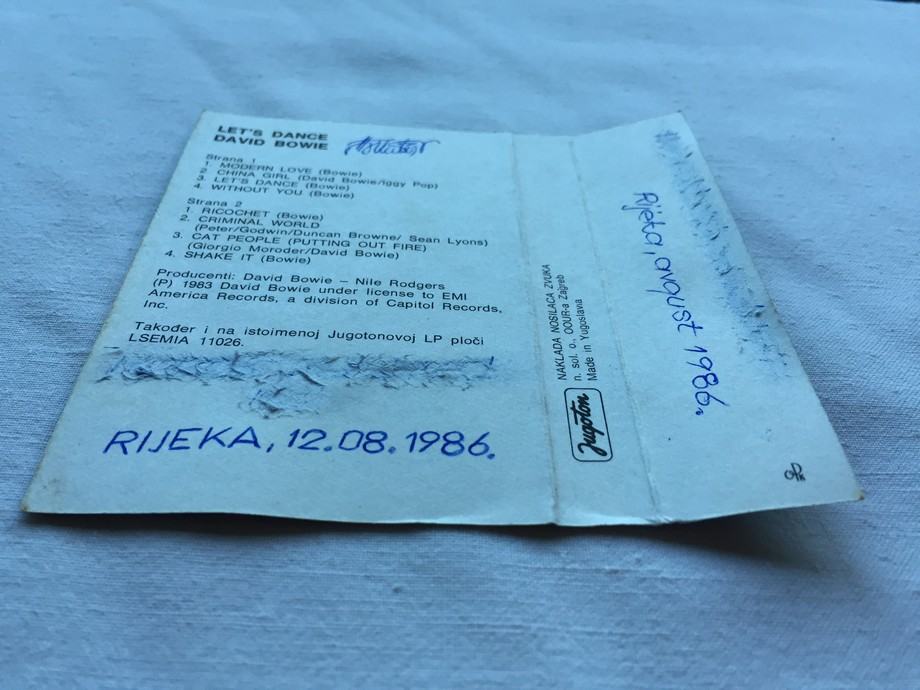 LET'S DANCE
DAVID BOWIE
Strana 1
1. MODERN LOVE (Bowie)
2. CHINA GIRL (David Bowie/Iggy Pop)
3. LET'S DANCE (Bowie)
4. WITHOUT YOU (Bowie)
Strana 2
1. RICOCHET (Bowie)
2. CRIMINAL WORLD
(Peter/Godwin/Duncan Browne/ Sean Lyons)
3. CAT PEOPLE (PUTTING OUT FIRE)
(Giorgio Moroder/David Bowie)
4. SHAKE IT (Bowie)
Producenti: David Bowie – Nile Rodgers
(P) 1983 David Bowie under license to EMI
America Records, a division of Capitol Records,
Inc.
Također i na istoimenoj Jugotonovoj LP ploči
LSEMIA 11026.
RIJEKA, 12.08.1986.
Jugoton
NAKLADA NOSILACA ZVUKA
n. sol. o., OOUR-a Zagreb
Made in Yugoslavia
Rijeka, avgust 1986.